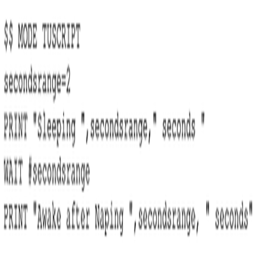 $$ MODE TUSCRIPT
secondsrange=2
PRINT "Sleeping ",secondsrange," seconds "
WAIT #secondsrange
PRINT "Awake after Naping ",secondsrange, " seconds"